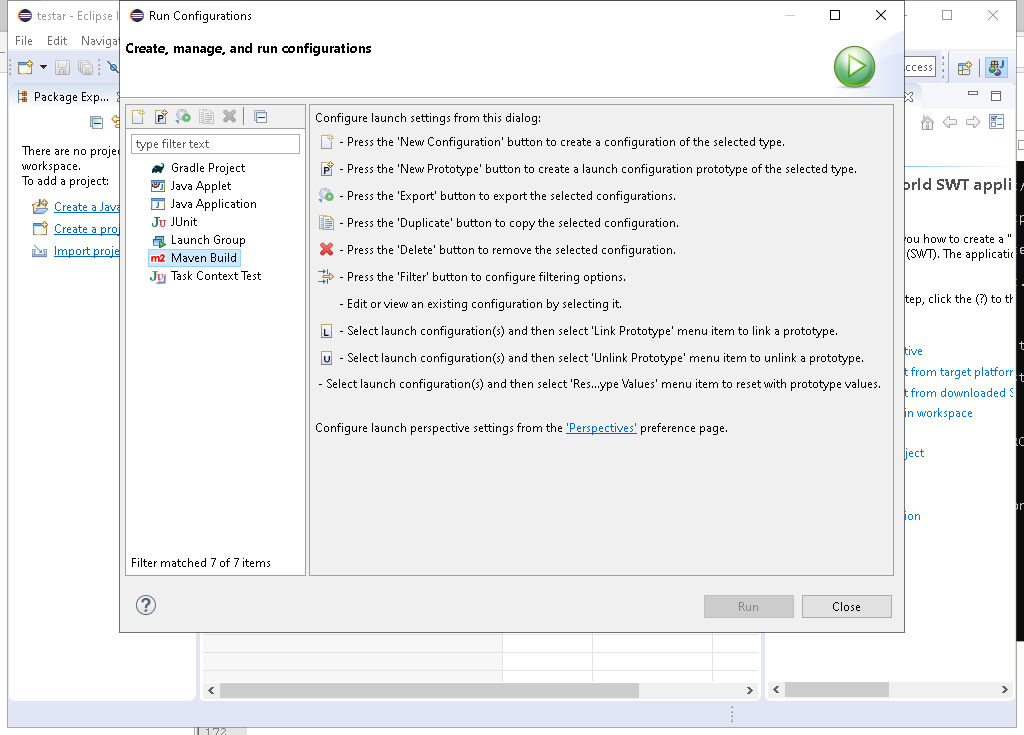 testar - Eclipse
Run Configurations
File Edit Navigat
Create, manage, and run configurations
ccess
Package Exp...
type filter text
There are no proje
workspace.
To add a project:
Create a Java
Create a proj
Import proje
Gradle Project
Java Applet
Java Application
JUnit
Launch Group
Maven Build
Task Context Test
Filter matched 7 of 7 items
Configure launch settings from this dialog:
- Press the 'New Configuration' button to create a configuration of the selected type.
- Press the 'New Prototype' button to create a launch configuration prototype of the selected type.
- Press the 'Export' button to export the selected configurations.
- Press the 'Duplicate' button to copy the selected configuration.
- Press the 'Delete' button to remove the selected configuration.
- Press the 'Filter' button to configure filtering options.
- Edit or view an existing configuration by selecting it.
- Select launch configuration(s) and then select 'Link Prototype' menu item to link a prototype.
- Select launch configuration(s) and then select 'Unlink Prototype' menu item to unlink a prototype.
- Select launch configuration(s) and then select 'Res...ype Values' menu item to reset with prototype values.
Configure launch perspective settings from the 'Perspectives' preference page.
Run
Close
orld SWT appli
you how to create a "
(SWT). The applicatio
tep, click the (?) to th
tive
t from target platforr
t from downloaded S
in workspace
ject
ion
172